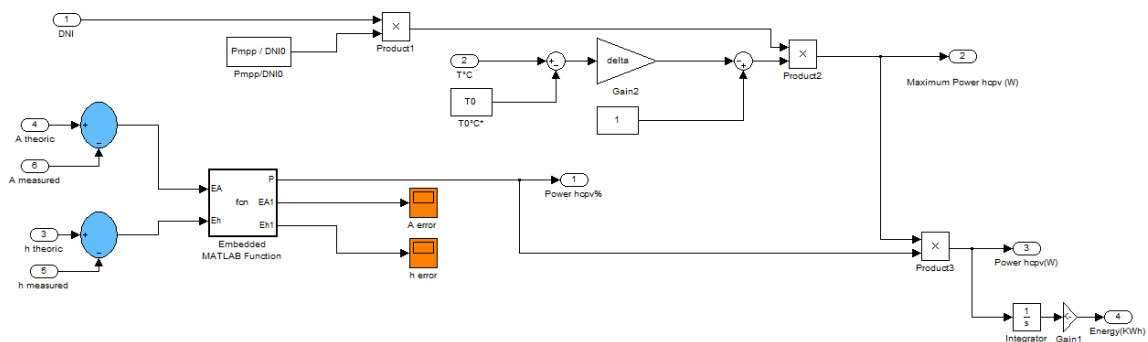 1
DNI
Pmpp / DNI0
Pmpp/DNI0
×
Product1
2
T°C
T0
T0°C*
delta
Gain2
1
×
Product2
2
Maximum Power hcpv (W)
4
A theoric
6
A measured
3
h theoric
5
h measured
EA
Eh
fcn
P
EA1
Eh1
Embedded
MATLAB Function
1
Power hcpv%
A error
h error
×
Product3
3
Power hcpv(W)
1
s
Integrator
Gain1
4
Energy(KWh)